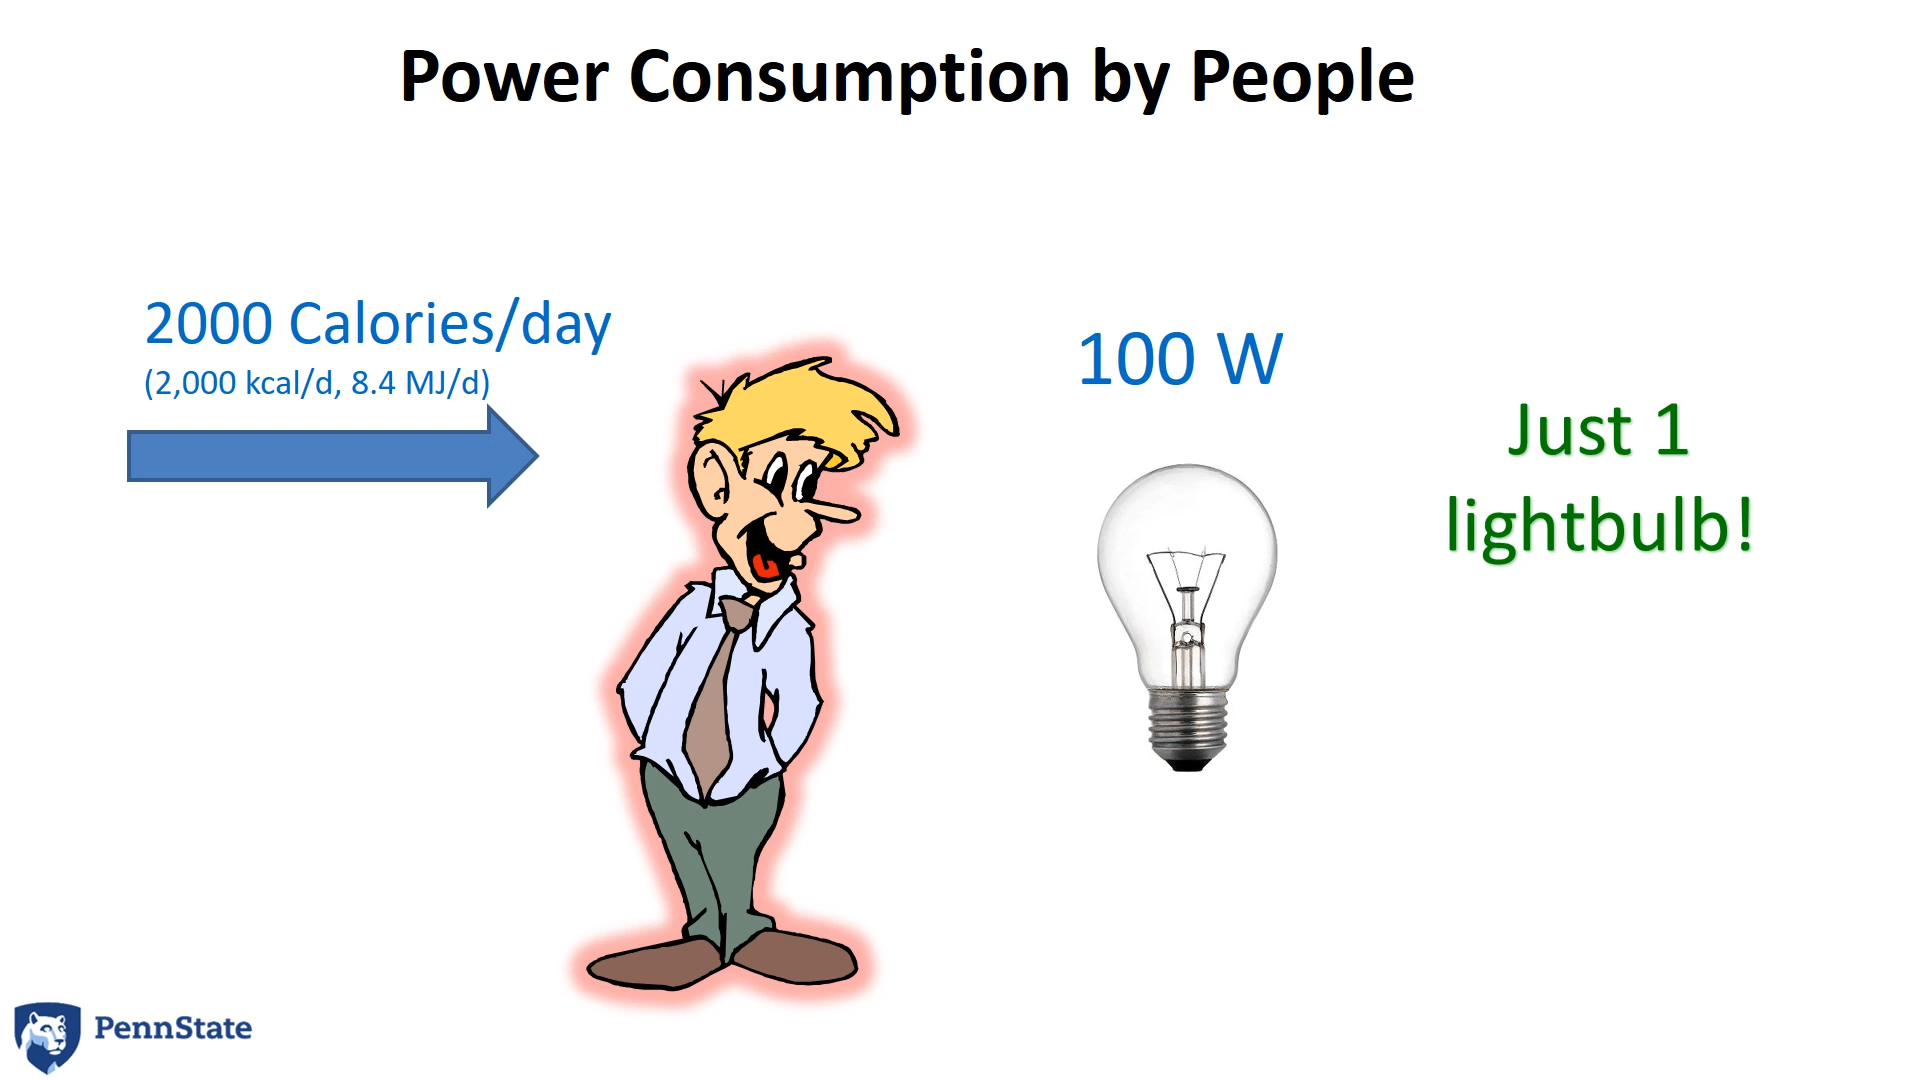 Power Consumption by People
2000 Calories/day
(2,000 kcal/d, 8.4 MJ/d)
100 W
Just 1
lightbulb!
PennState